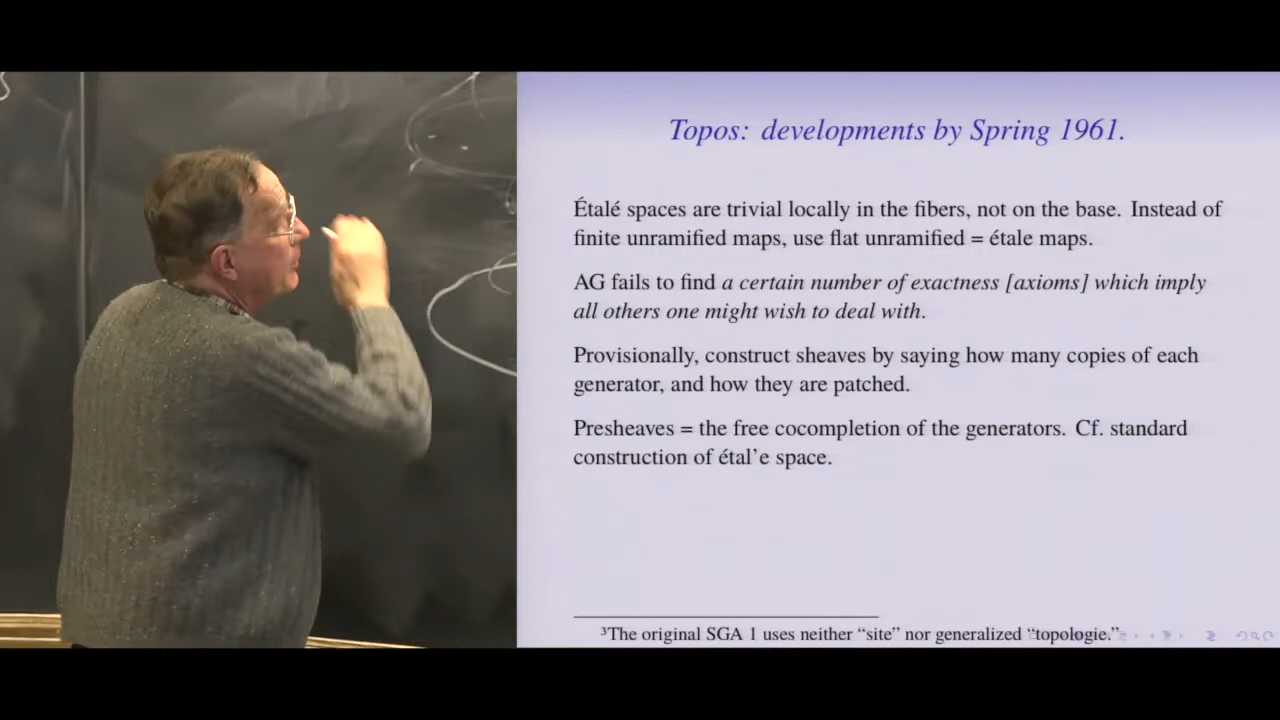 Topos: developments by Spring 1961.
Étalé spaces are trivial locally in the fibers, not on the base. Instead of
finite unramified maps, use flat unramified = étale maps.
AG fails to find a certain number of exactness [axioms] which imply
all others one might wish to deal with.
Provisionally, construct sheaves by saying how many copies of each
generator, and how they are patched.
Presheaves = the free cocompletion of the generators. Cf. standard
construction of étal'e space.
³The original SGA 1 uses neither “site” nor generalized “topologie.”